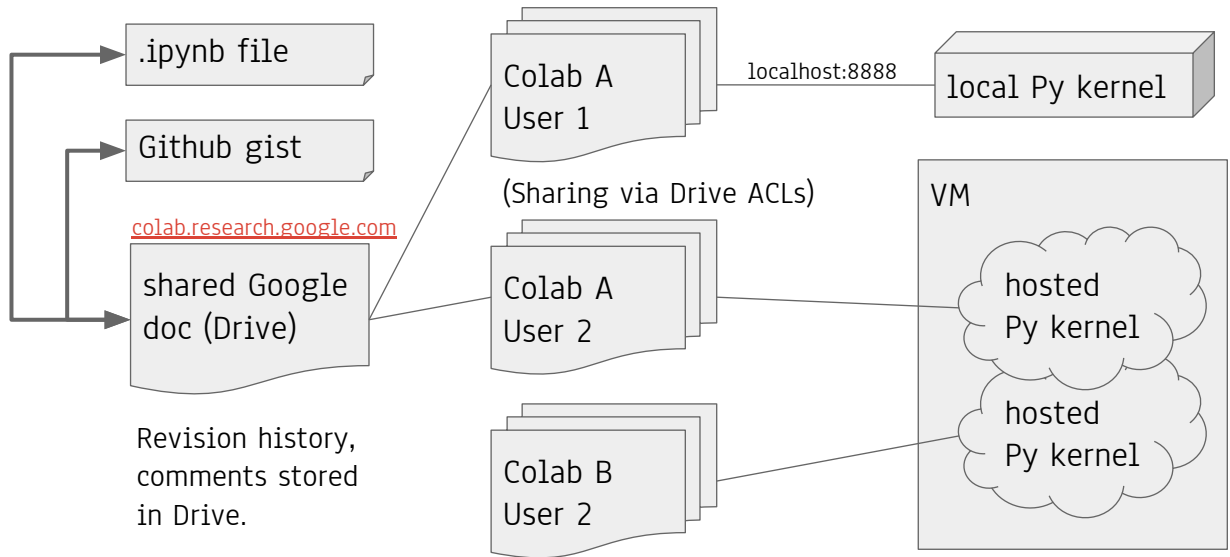 .ipynb file
Github gist
colab.research.google.com
shared Google
doc (Drive)
Revision history,
comments stored
in Drive.
Colab A
User 1
(Sharing via Drive ACLs)
Colab A
User 2
Colab B
User 2
localhost:8888
local Py kernel
VM
hosted
Py kernel
hosted
Py kernel